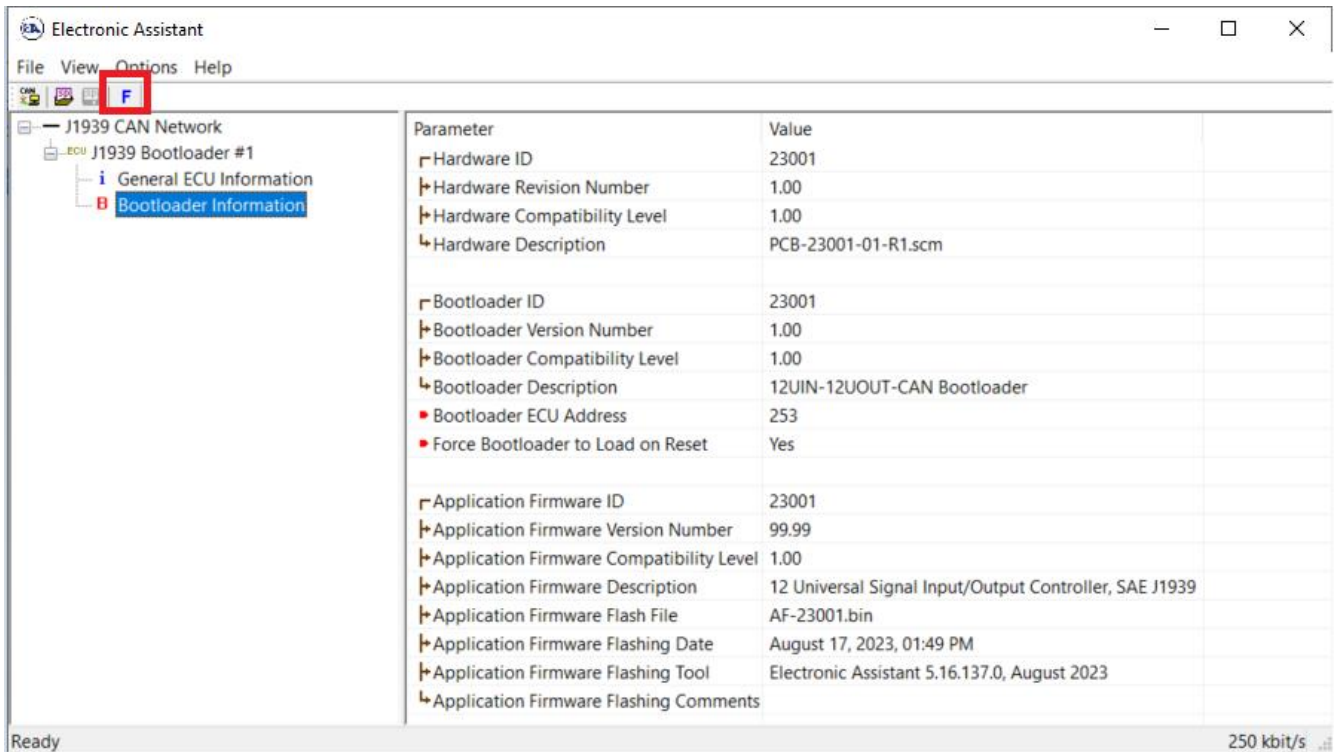 Electronic Assistant
File View Options Help
CAN
F
J1939 CAN Network
ECU J1939 Bootloader #1
i General ECU Information
B Bootloader Information
Parameter Value
Hardware ID 23001
Hardware Revision Number 1.00
Hardware Compatibility Level 1.00
Hardware Description PCB-23001-01-R1.scm
Bootloader ID 23001
Bootloader Version Number 1.00
Bootloader Compatibility Level 1.00
Bootloader Description 12UIN-12UOUT-CAN Bootloader
Bootloader ECU Address 253
Force Bootloader to Load on Reset Yes
Application Firmware ID 23001
Application Firmware Version Number 99.99
Application Firmware Compatibility Level 1.00
Application Firmware Description 12 Universal Signal Input/Output Controller, SAE J1939
Application Firmware Flash File AF-23001.bin
Application Firmware Flashing Date August 17, 2023, 01:49 PM
Application Firmware Flashing Tool Electronic Assistant 5.16.137.0, August 2023
Application Firmware Flashing Comments
Ready 250 kbit/s